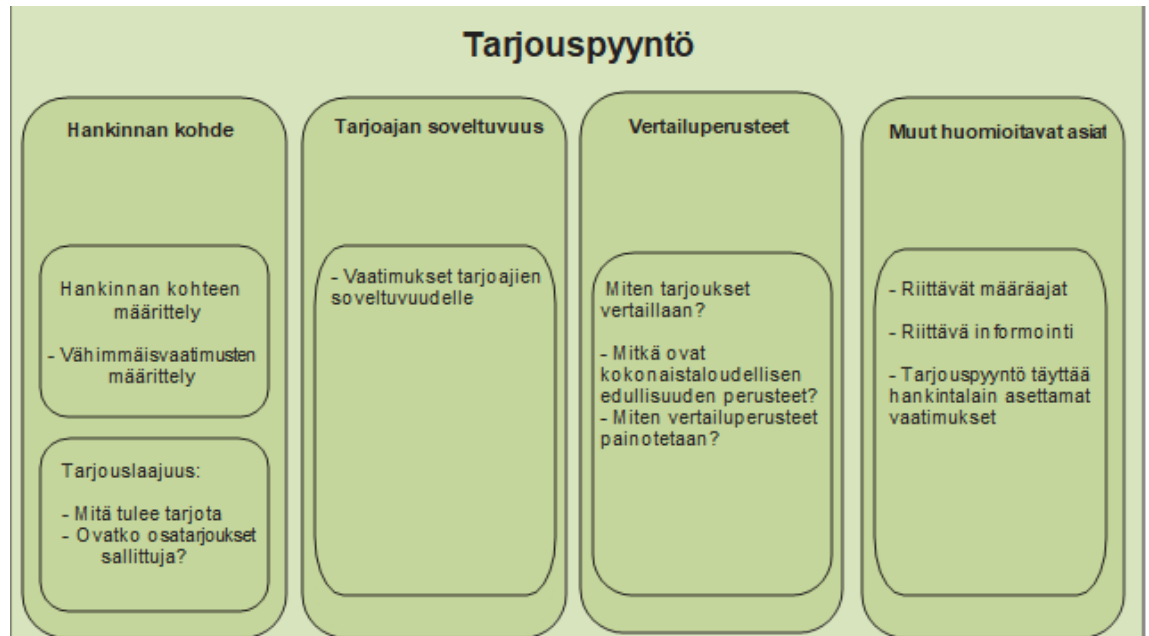 Tarjouspyyntö
Hankinnan kohde
Hankinnan kohteen
määrittely
- Vähimmäisvaatimusten
määrittely
Tarjouslaajuus:
- Mitä tulee tarjota
- Ovatko osatarjoukset
sallittuja?
Tarjoajan soveltuvuus
- Vaatimukset tarjoajien
soveltuvuudelle
Vertailuperusteet
Miten tarjoukset
vertaillaan?
- Mitkä ovat
kokonaistaloudellisen
edullisuuden perusteet?
- Miten vertailuperusteet
painotetaan?
Muut huomioitavat asiat
- Riittävät määräajat
- Riittävä informointi
- Tarjouspyyntö täyttää
hankintalain asettamat
vaatimukset